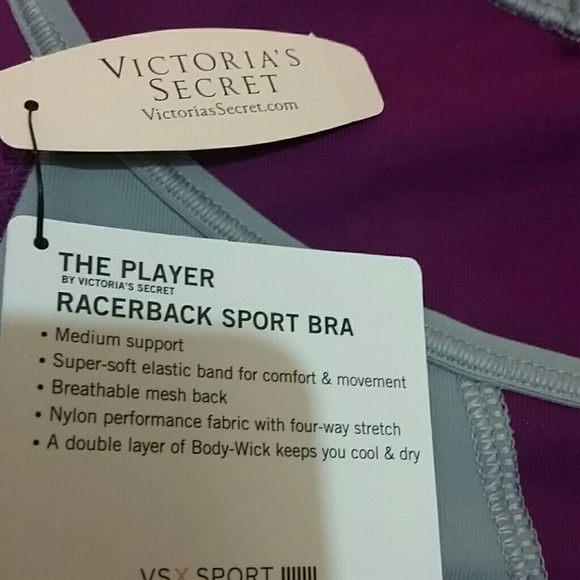 VICTORIA'S
SECRET
VictoriasSecret.com
THE PLAYER
BY VICTORIA'S SECRET
RACERBACK SPORT BRA
• Medium support
• Super-soft elastic band for comfort & movement
• Breathable mesh back
• Nylon performance fabric with four-way stretch
• A double layer of Body-Wick keeps you cool & dry
VSX SPORT